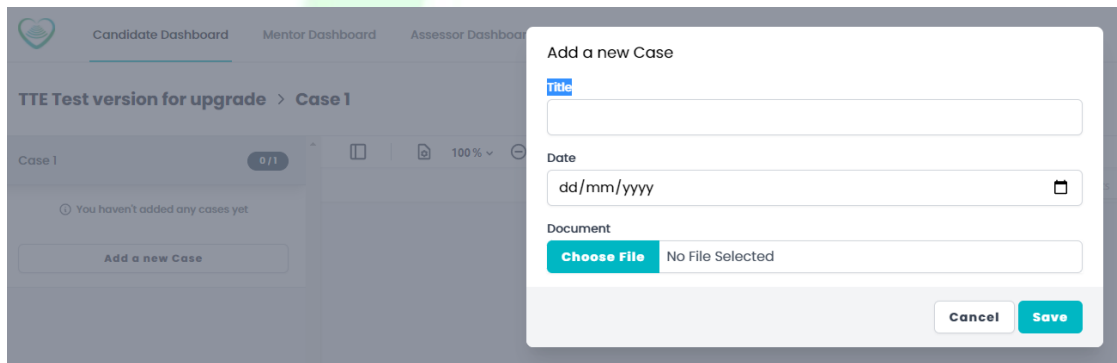 Candidate Dashboard Mentor Dashboard Assessor Dashboar
TTE Test version for upgrade > Case 1
Case 1 0/1
100%
You haven't added any cases yet
Add a new Case
Add a new Case
Title
Date
dd/mm/yyyy
Document
Choose File No File Selected
Cancel Save